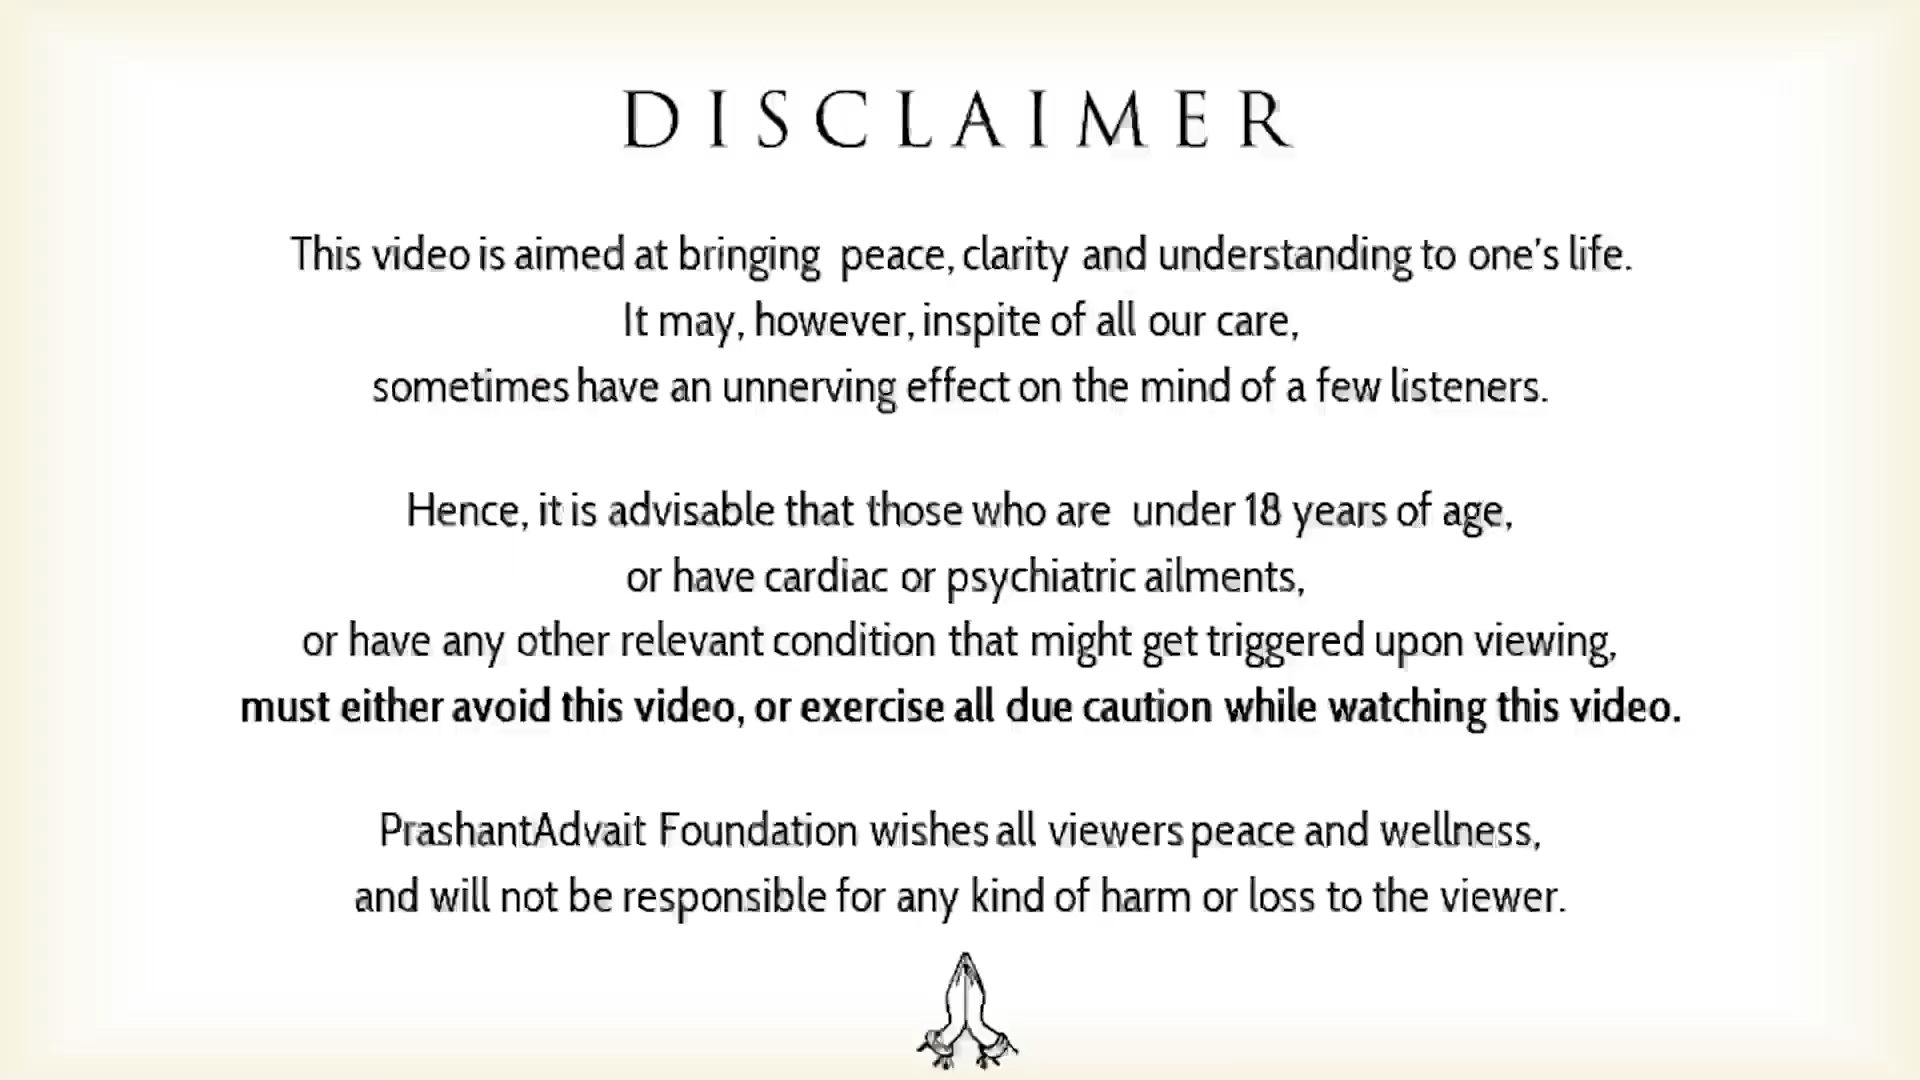 DISCLAIMER
This video is aimed at bringing peace, clarity and understanding to one's life.
It may, however, inspite of all our care,
sometimes have an unnerving effect on the mind of a few listeners.
Hence, it is advisable that those who are under 18 years of age,
or have cardiac or psychiatric ailments,
or have any other relevant condition that might get triggered upon viewing,
must either avoid this video, or exercise all due caution while watching this video.
PrashantAdvait Foundation wishes all viewers peace and wellness,
and will not be responsible for any kind of harm or loss to the viewer.